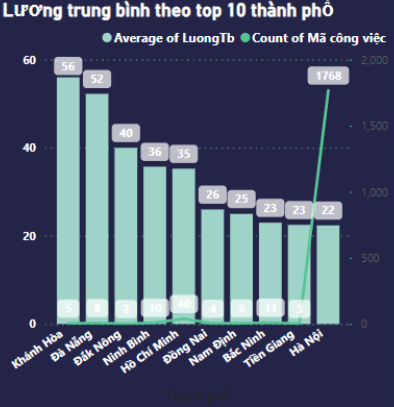 Lương trung bình theo top 10 thành phố
Average of LuongTb Count of Mã công việc
60 2,000
56 52 40 36 35 26 25 23 23 22 1768
1,500
40
1,000
20
500
5 8 2 10 40 4 6 11 3
0 0
Khánh Hòa Đà Nẵng Đắk Nông Ninh Bình Hồ Chí Minh Đồng Nai Nam Định Bắc Ninh Tiền Giang Hà Nội
Thành phố